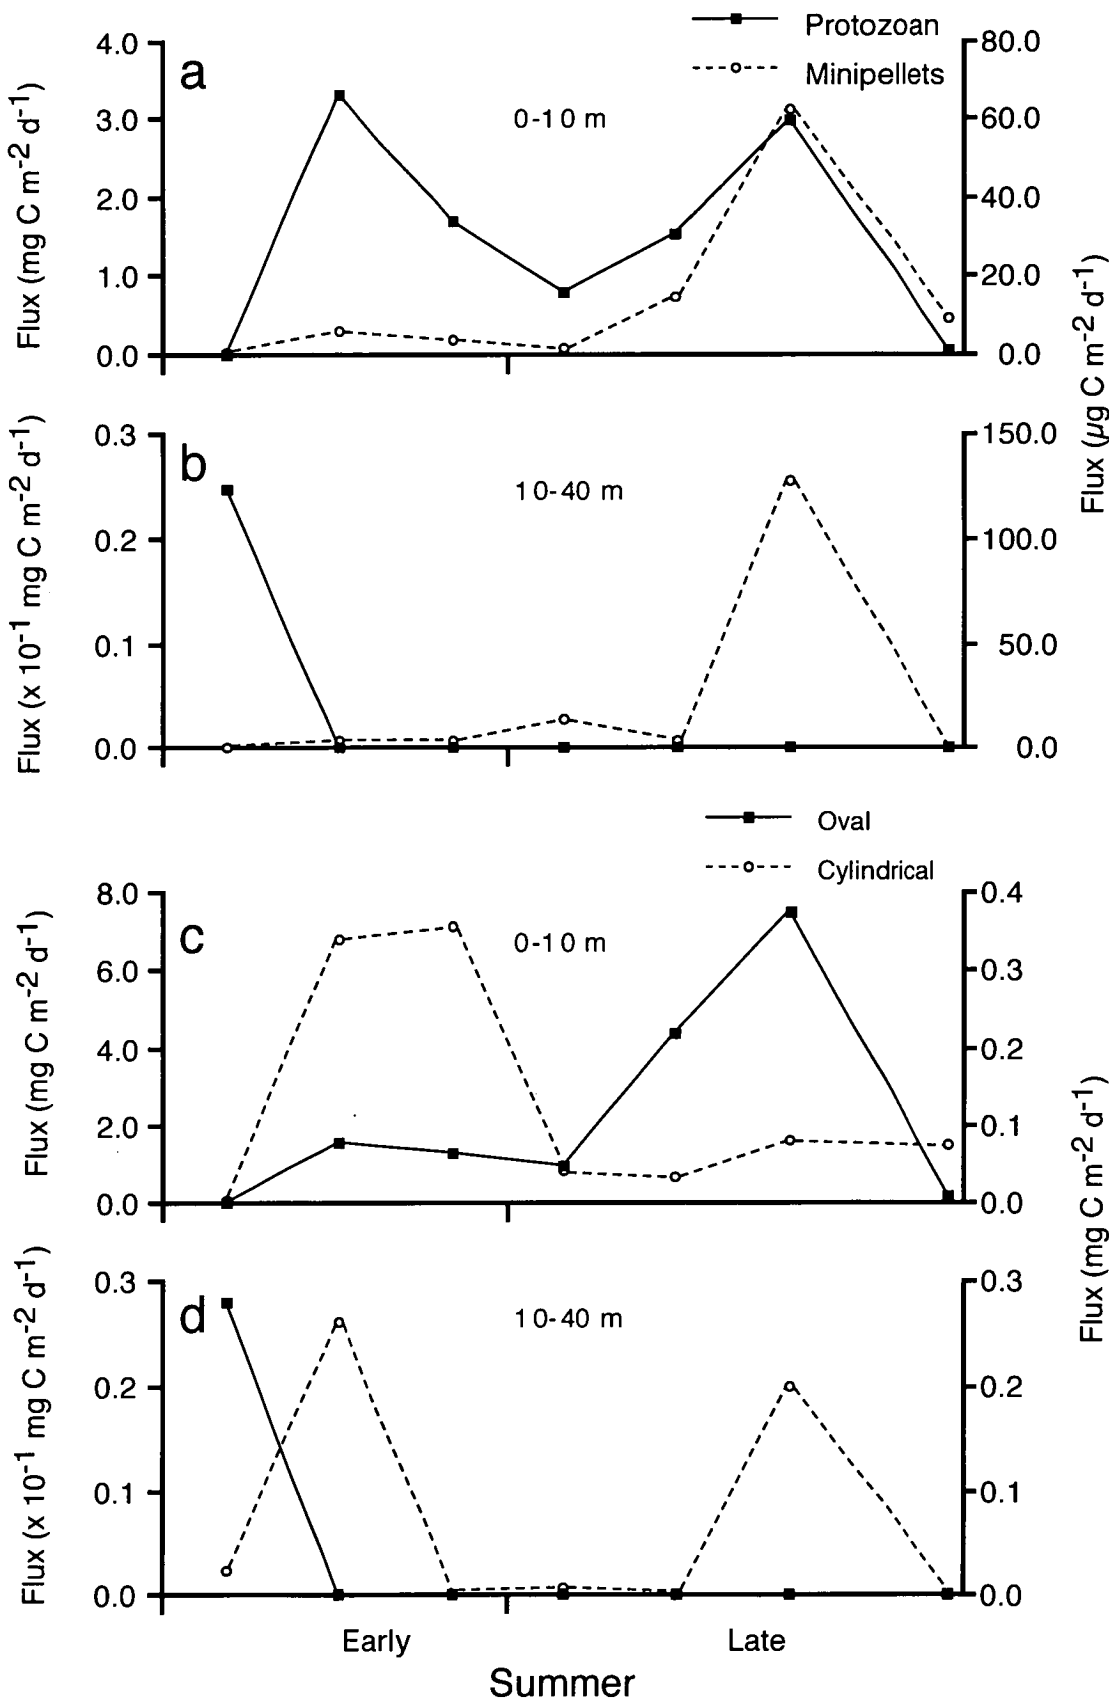 Protozoan
Minipellets
a
0-10 m
4.0
3.0
2.0
1.0
0.0
Flux (mg C m-2 d-1)
80.0
60.0
40.0
20.0
0.0
b
10-40 m
0.3
0.2
0.1
0.0
Flux (x 10-1 mg C m-2 d-1)
150.0
100.0
50.0
0.0
Flux (µg C m-2 d-1)
Oval
Cylindrical
c
0-10 m
8.0
6.0
4.0
2.0
0.0
Flux (mg C m-2 d-1)
0.4
0.3
0.2
0.1
0.0
d
10-40 m
0.3
0.2
0.1
0.0
Flux (x 10-1 mg C m-2 d-1)
0.3
0.2
0.1
0.0
Flux (mg C m-2 d-1)
Early
Late
Summer